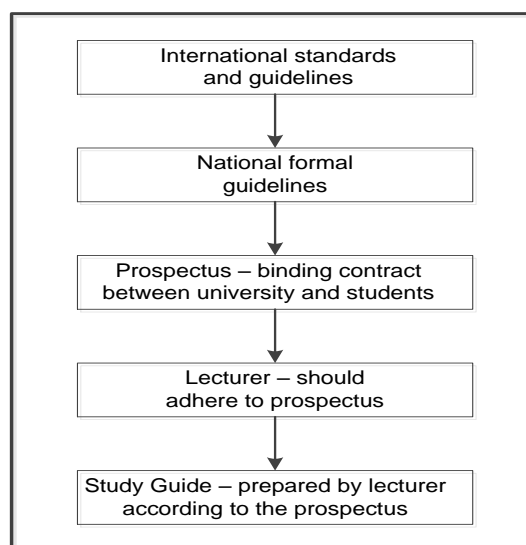 International standards
and guidelines
National formal
guidelines
Prospectus – binding contract
between university and students
Lecturer – should
adhere to prospectus
Study Guide – prepared by lecturer
according to the prospectus